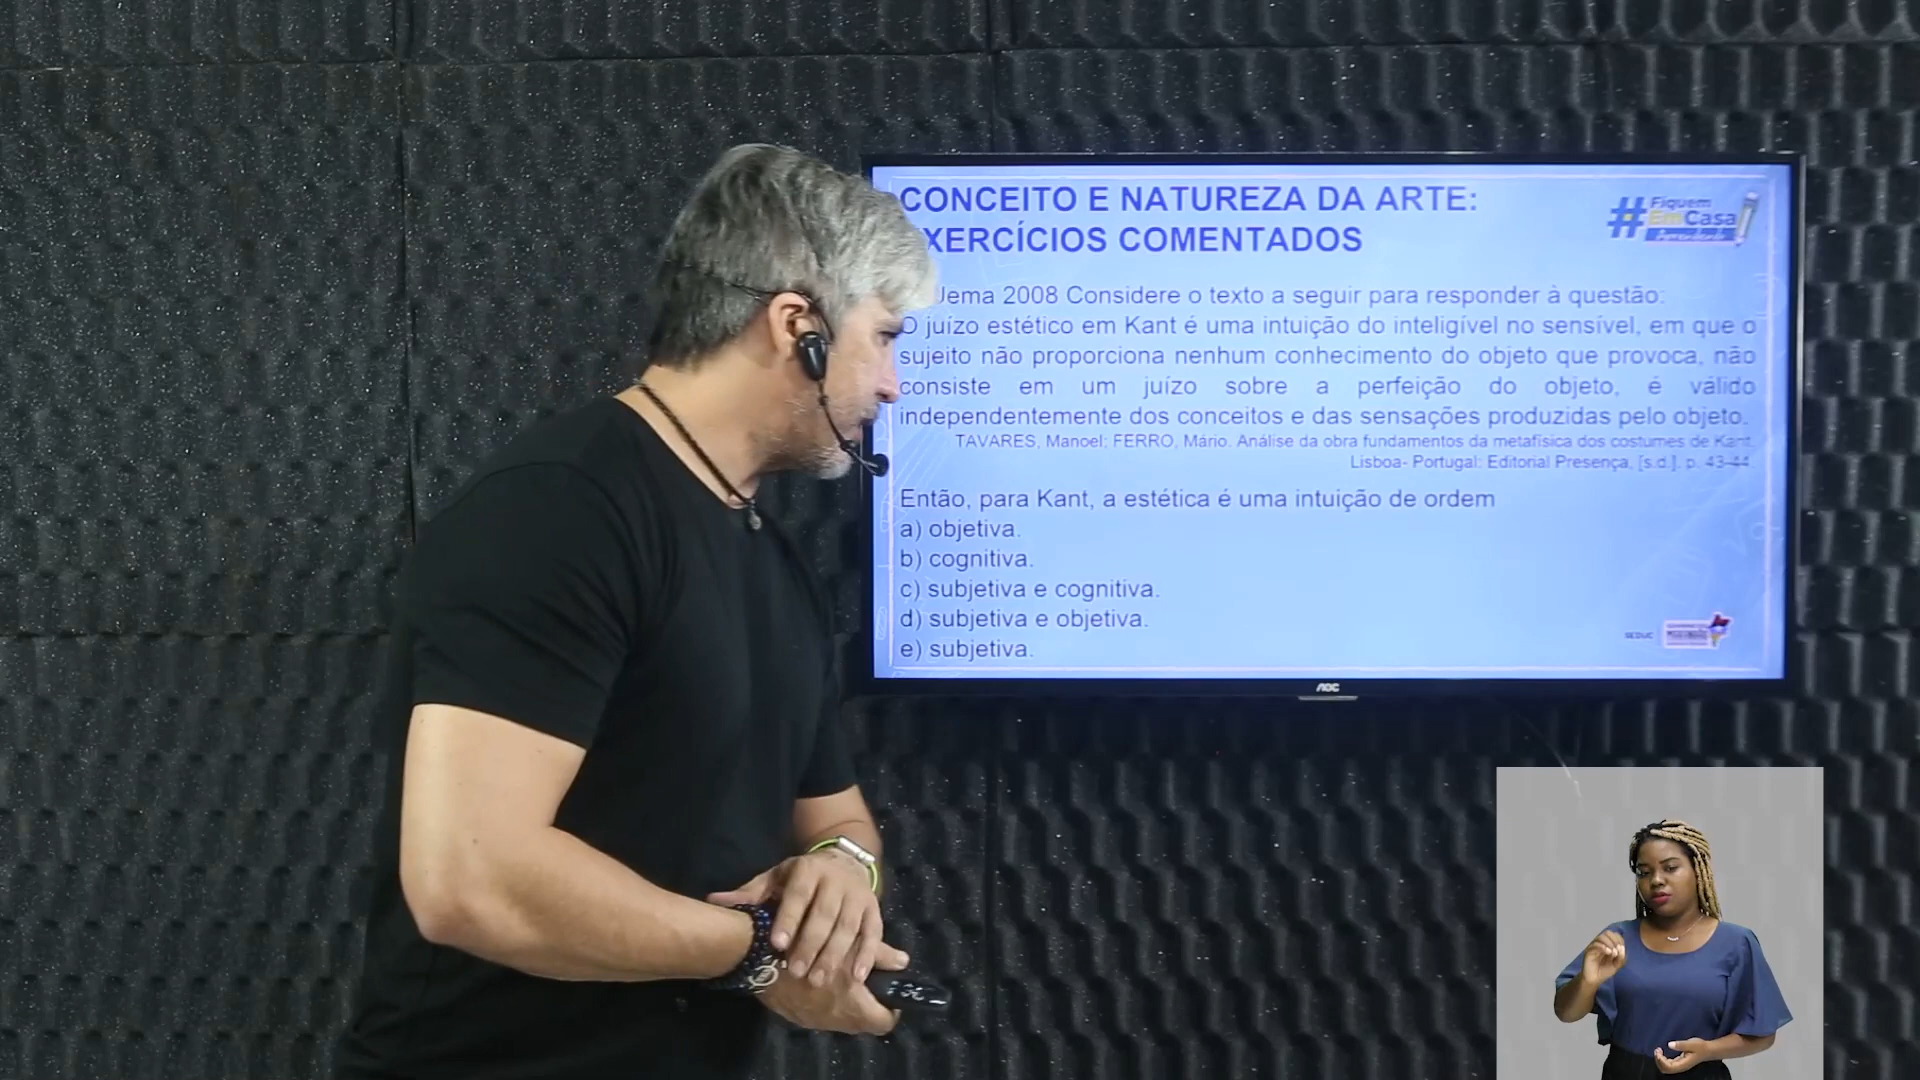 CONCEITO E NATUREZA DA ARTE:
XERCÍCIOS COMENTADOS
#Fiquem
EmCasa
Aprendendo
Uema 2008 Considere o texto a seguir para responder à questão:
O juízo estético em Kant é uma intuição do inteligível no sensível, em que o
sujeito não proporciona nenhum conhecimento do objeto que provoca, não
consiste em um juízo sobre a perfeição do objeto, é válido
independentemente dos conceitos e das sensações produzidas pelo objeto.
TAVARES, Manoel; FERRO, Mário. Análise da obra fundamentos da metafísica dos costumes de Kant.
Lisboa- Portugal: Editorial Presença, [s.d.]. p. 43-44.
Então, para Kant, a estética é uma intuição de ordem
a) objetiva.
b) cognitiva.
c) subjetiva e cognitiva.
d) subjetiva e objetiva.
e) subjetiva.
SEDUC
AOC